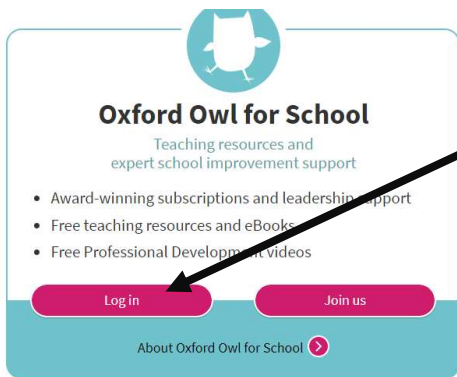 Oxford Owl for School
Teaching resources and
expert school improvement support
• Award-winning subscriptions and leadership support
• Free teaching resources and eBooks
• Free Professional Development videos
Log in
Join us
About Oxford Owl for School